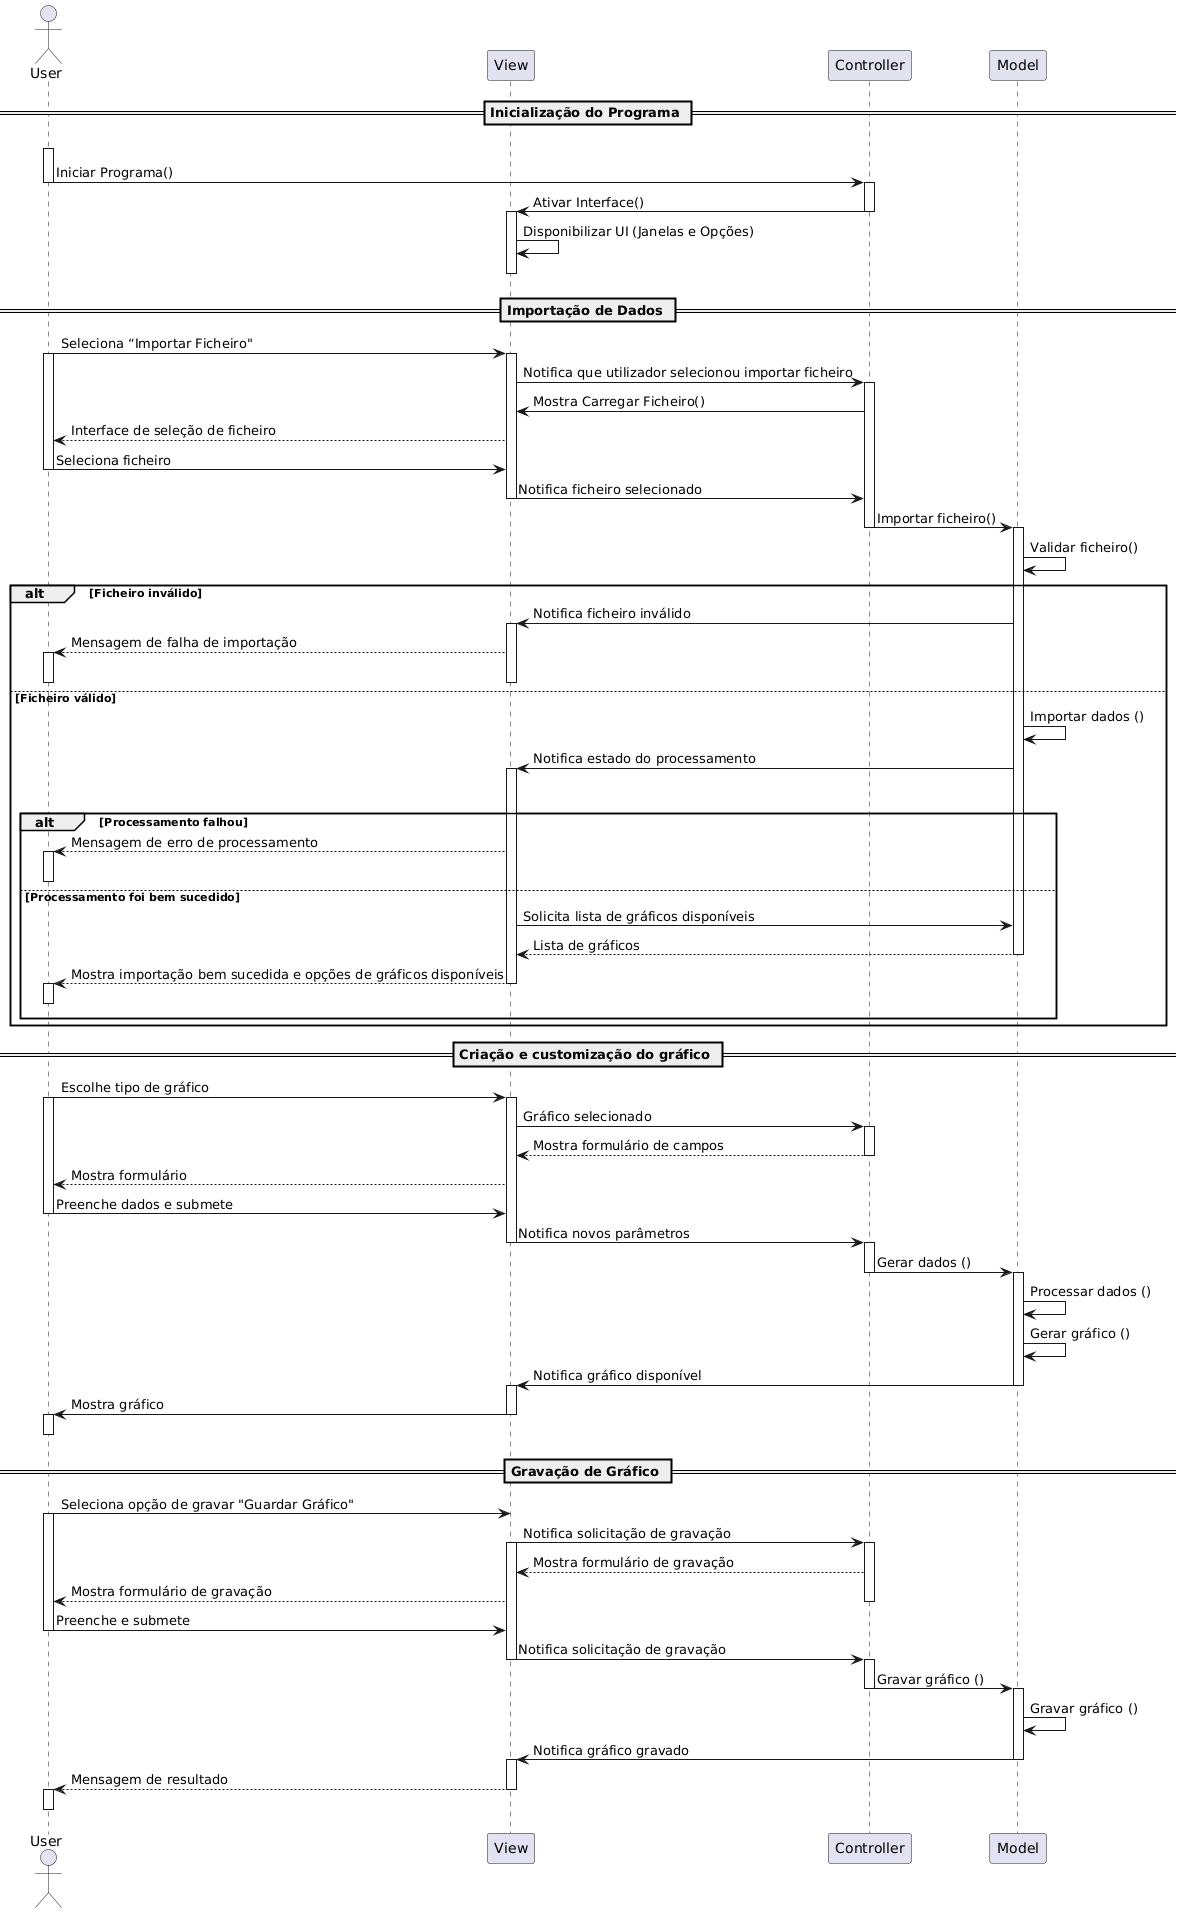 User
View
Controller
Model
Inicialização do Programa
Iniciar Programa()
Ativar Interface()
Disponibilizar UI (Janelas e Opções)
Importação de Dados
Seleciona “Importar Ficheiro"
Notifica que utilizador selecionou importar ficheiro
Mostra Carregar Ficheiro()
Interface de seleção de ficheiro
Seleciona ficheiro
Notifica ficheiro selecionado
Importar ficheiro()
Validar ficheiro()
alt
[Ficheiro inválido]
Notifica ficheiro inválido
Mensagem de falha de importação
[Ficheiro válido]
Importar dados ()
Notifica estado do processamento
alt
[Processamento falhou]
Mensagem de erro de processamento
[Processamento foi bem sucedido]
Solicita lista de gráficos disponíveis
Lista de gráficos
Mostra importação bem sucedida e opções de gráficos disponíveis
Criação e customização do gráfico
Escolhe tipo de gráfico
Gráfico selecionado
Mostra formulário de campos
Mostra formulário
Preenche dados e submete
Notifica novos parâmetros
Gerar dados ()
Processar dados ()
Gerar gráfico ()
Notifica gráfico disponível
Mostra gráfico
Gravação de Gráfico
Seleciona opção de gravar "Guardar Gráfico"
Notifica solicitação de gravação
Mostra formulário de gravação
Mostra formulário de gravação
Preenche e submete
Notifica solicitação de gravação
Gravar gráfico ()
Gravar gráfico ()
Notifica gráfico gravado
Mensagem de resultado
User
View
Controller
Model